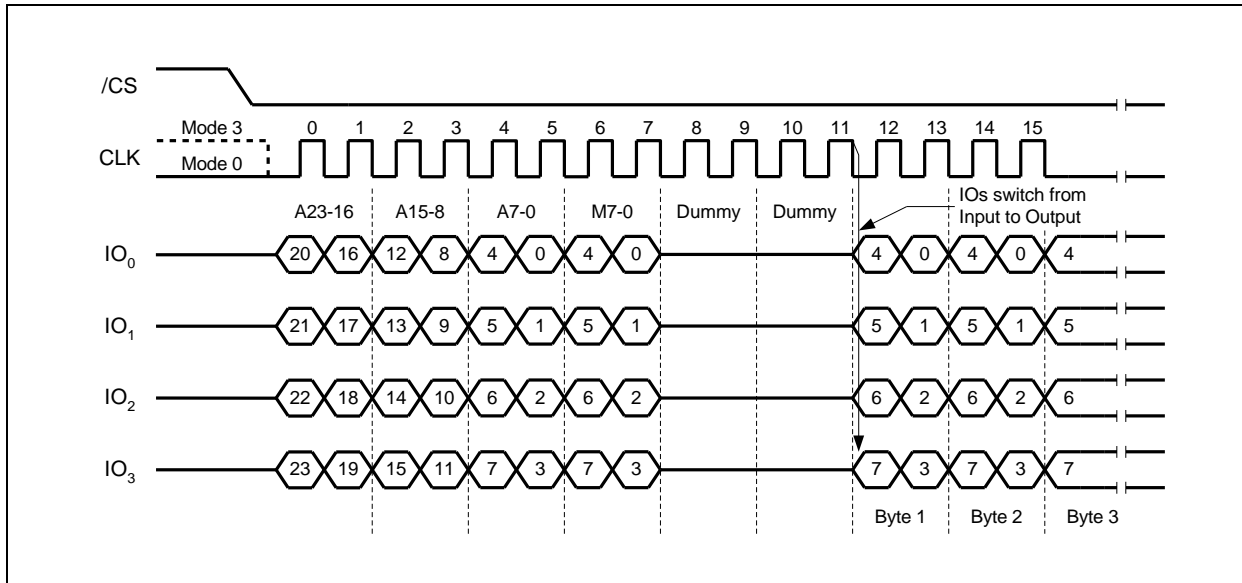 /CS
Mode 3 0 1 2 3 4 5 6 7 8 9 10 11 12 13 14 15
CLK
Mode 0
A23-16 A15-8 A7-0 M7-0 Dummy Dummy
IOs switch from
Input to Output
IO0 20 16 12 8 4 0 4 0 4 0 4 0 4
IO1 21 17 13 9 5 1 5 1 5 1 5 1 5
IO2 22 18 14 10 6 2 6 2 6 2 6 2 6
IO3 23 19 15 11 7 3 7 3 7 3 7 3 7
Byte 1 Byte 2 Byte 3